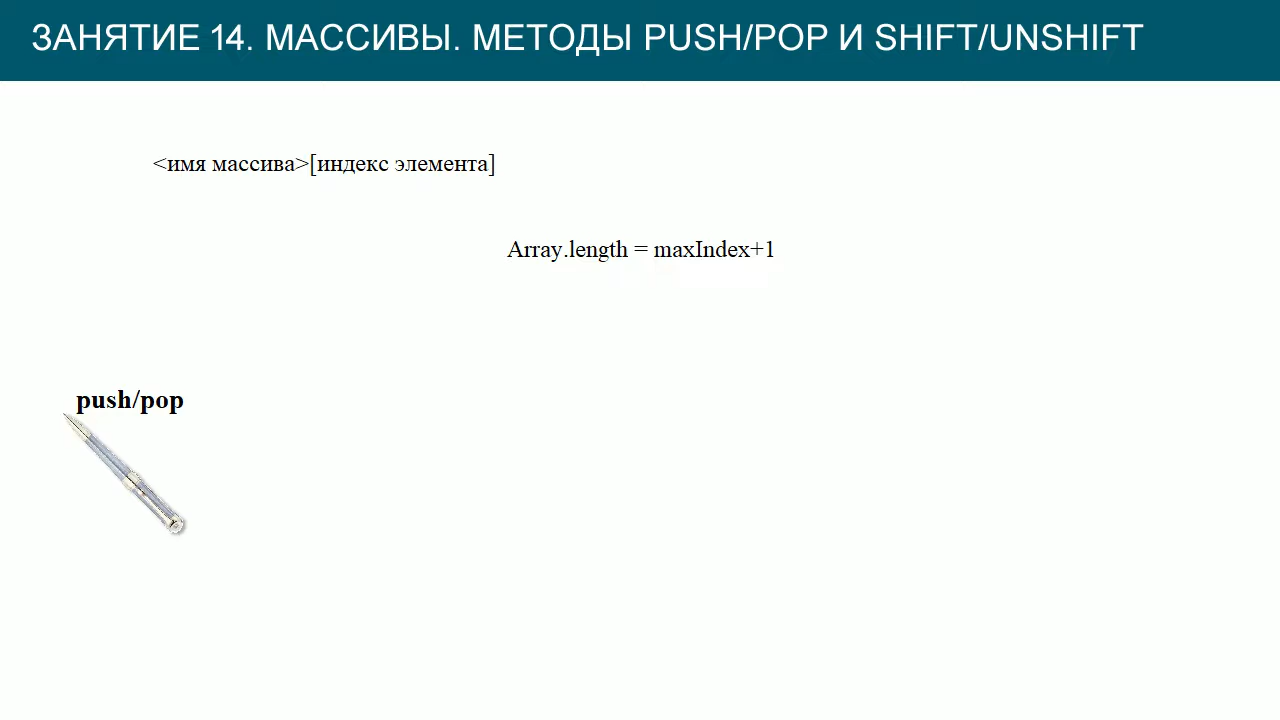 ЗАНЯТИЕ 14. МАССИВЫ. МЕТОДЫ PUSH/POP И SHIFT/UNSHIFT
<имя массива>[индекс элемента]
Array.length = maxIndex+1
push/pop